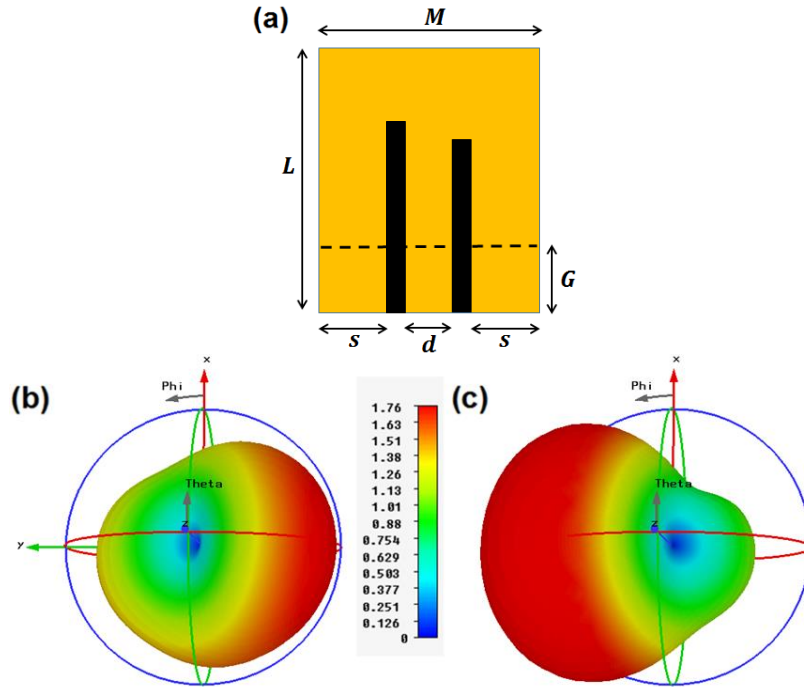 (a)
M
L
G
s
d
s
(b)
x
Phi
Theta
z
y
1.76
1.63
1.51
1.38
1.26
1.13
1.01
0.88
0.754
0.629
0.503
0.377
0.251
0.126
0
(c)
x
Phi
Theta
z